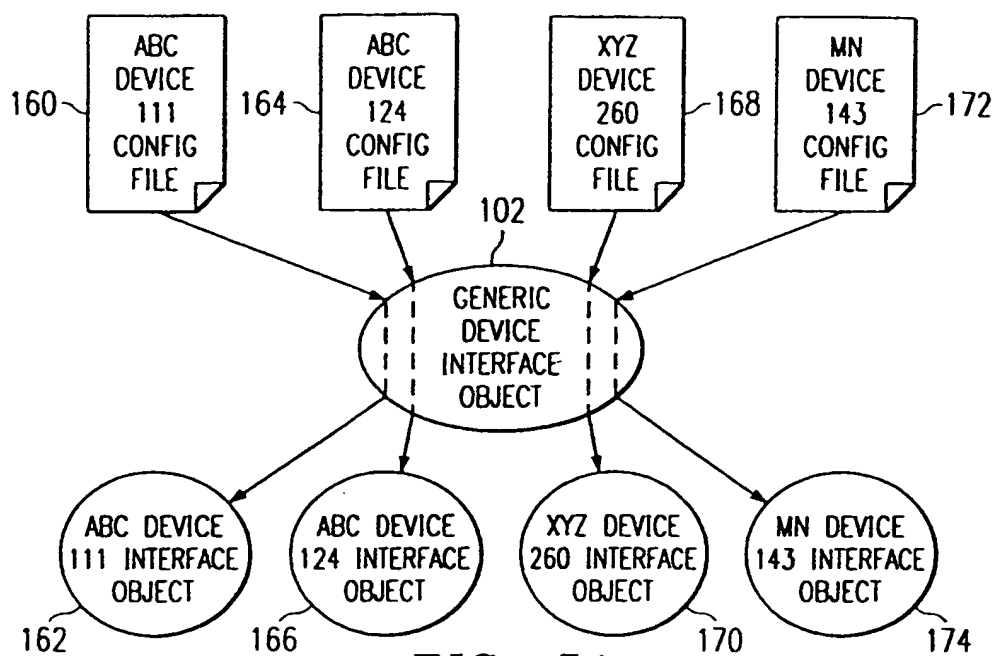 ABC
DEVICE
111
CONFIG
FILE
160
ABC
DEVICE
124
CONFIG
FILE
164
XYZ
DEVICE
260
CONFIG
FILE
168
MN
DEVICE
143
CONFIG
FILE
172
102
GENERIC
DEVICE
INTERFACE
OBJECT
ABC DEVICE
111 INTERFACE
OBJECT
162
ABC DEVICE
124 INTERFACE
OBJECT
166
XYZ DEVICE
260 INTERFACE
OBJECT
170
MN DEVICE
143 INTERFACE
OBJECT
174